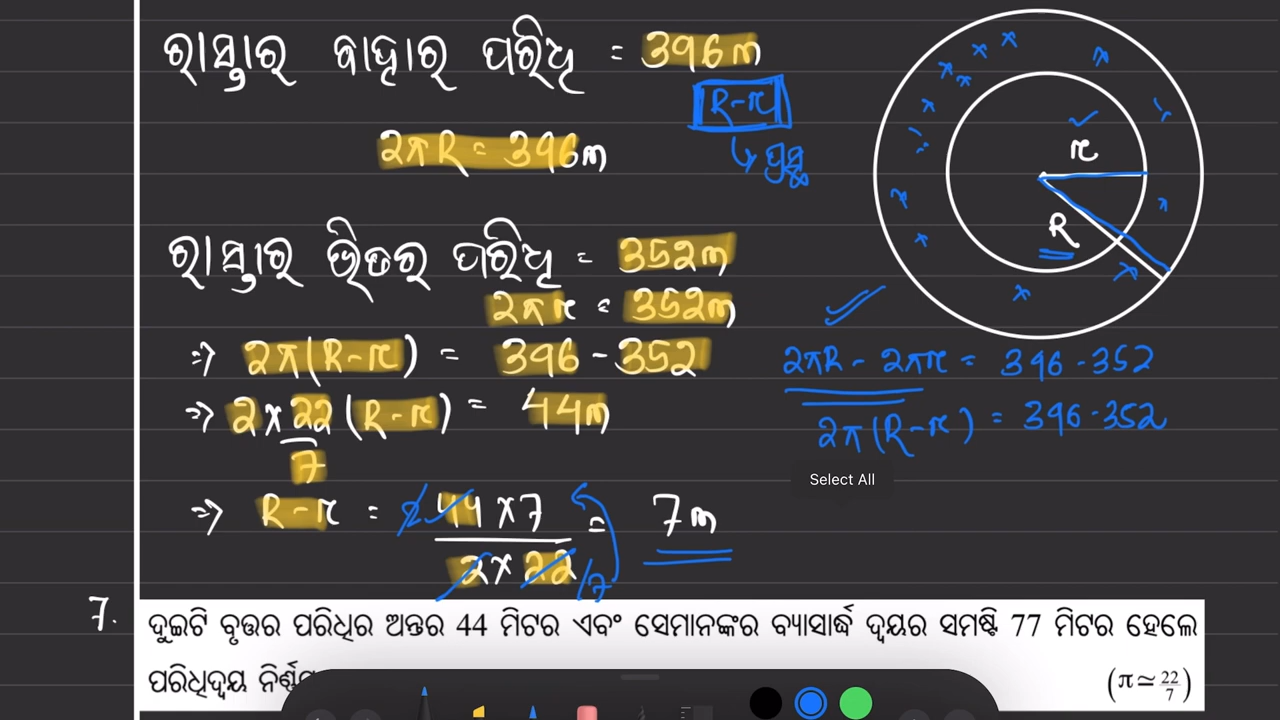 ରାସ୍ତାର ବାହାର ପରିଧି = 396m
R-r
↳ ପ୍ରସ୍ଥ
2πR = 396m
r
R
ରାସ୍ତାର ଭିତର ପରିଧି = 352m
2πr = 352m
⇒ 2π(R-r) = 396 - 352
2πR - 2πr = 396 - 352
⇒ 2 × 22/7 (R-r) = 44m
2π(R-r) = 396 - 352
Select All
⇒ R-r = 2 44 × 7 / 2 × 22 = 7m
/7
7. ଦୁଇଟି ବୃତ୍ତର ପରିଧିର ଅନ୍ତର 44 ମିଟର ଏବଂ ସେମାନଙ୍କର ବ୍ୟାସାର୍ଦ୍ଧ ଦ୍ୱୟର ସମଷ୍ଟି 77 ମିଟର ହେଲେ
ପରିଧିଦ୍ୱୟ (π≃22/7)